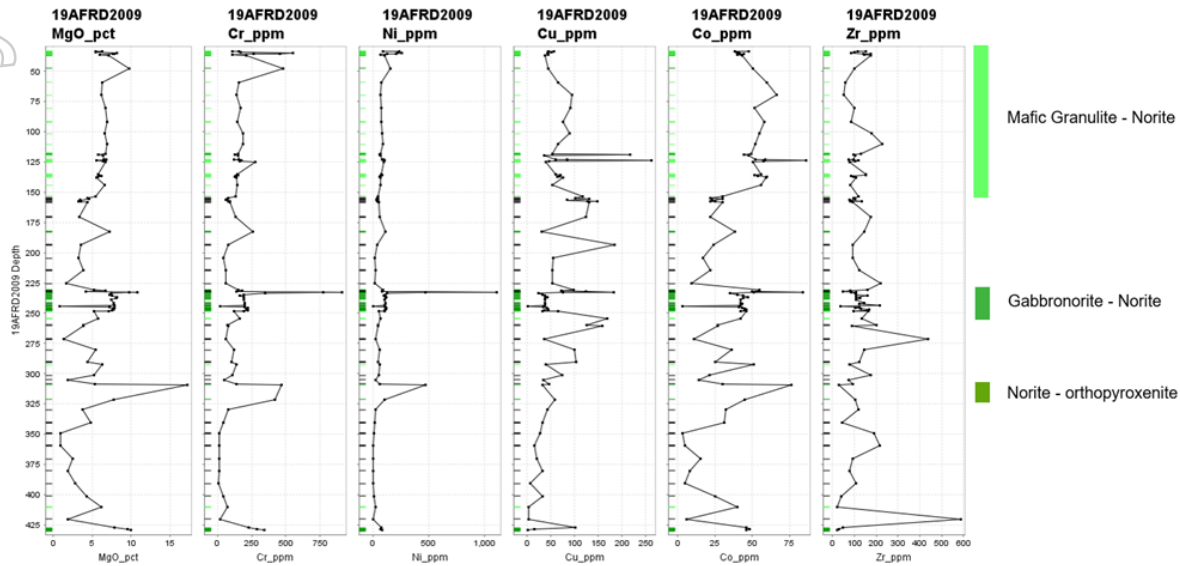 19AFRD2009 19AFRD2009 19AFRD2009 19AFRD2009 19AFRD2009 19AFRD2009
MgO_pct Cr_ppm Ni_ppm Cu_ppm Co_ppm Zr_ppm
50
75
100
Mafic Granulite - Norite
125
150
175
200
225
Gabbronorite - Norite
250
275
300
Norite - orthopyroxenite
325
350
375
400
425
19AFRD2009 Depth
0 5 10 15 0 250 500 750 0 500 1,000 0 50 100 150 200 250 0 25 50 75 0 100 200 300 400 500 600
MgO_pct Cr_ppm Ni_ppm Cu_ppm Co_ppm Zr_ppm